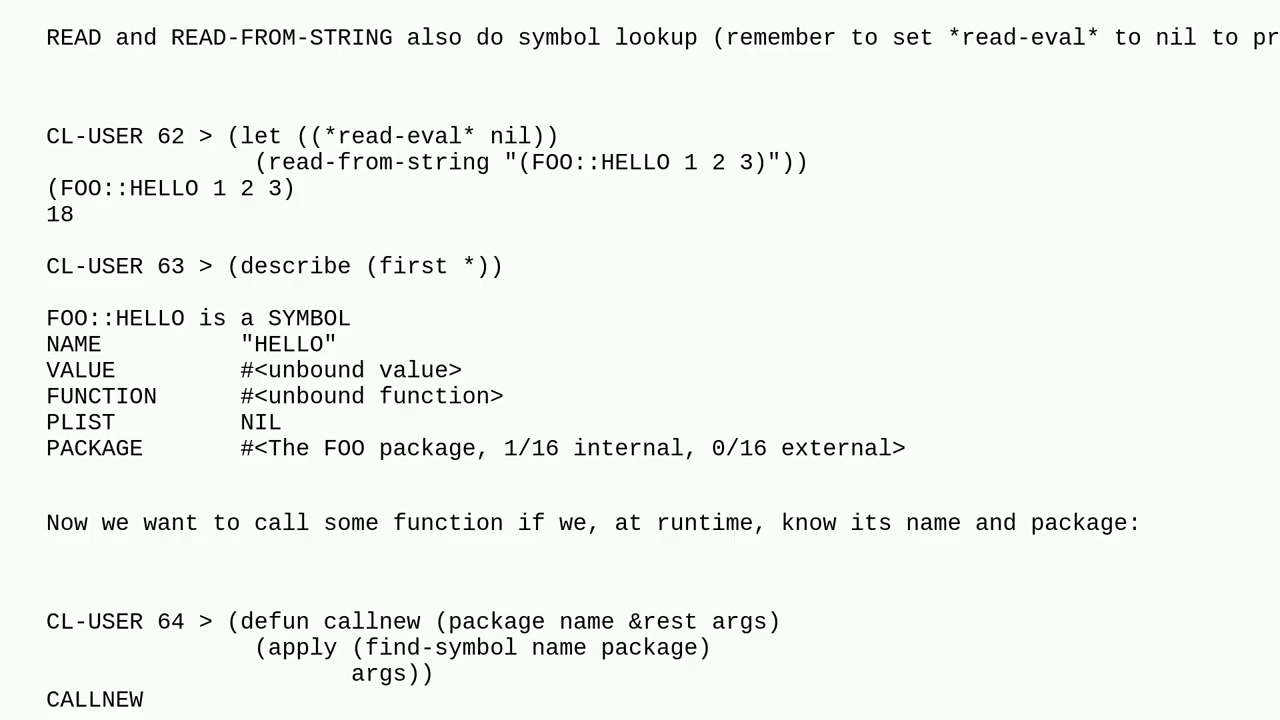 READ and READ-FROM-STRING also do symbol lookup (remember to set *read-eval* to nil to pr
CL-USER 62 > (let ((*read-eval* nil))
(read-from-string "(FOO::HELLO 1 2 3)"))
(FOO::HELLO 1 2 3)
18
CL-USER 63 > (describe (first *))
FOO::HELLO is a SYMBOL
NAME "HELLO"
VALUE #<unbound value>
FUNCTION #<unbound function>
PLIST NIL
PACKAGE #<The FOO package, 1/16 internal, 0/16 external>
Now we want to call some function if we, at runtime, know its name and package:
CL-USER 64 > (defun callnew (package name &rest args)
(apply (find-symbol name package)
args))
CALLNEW